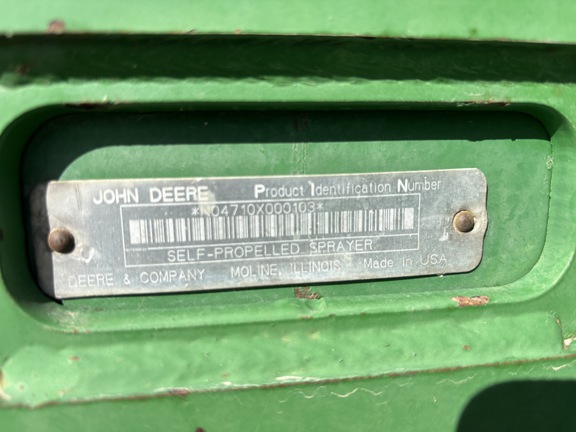 JOHN DEERE Product Identification Number
*N04710X000103*
SELF-PROPELLED SPRAYER
DEERE & COMPANY MOLINE, ILLINOIS Made in USA